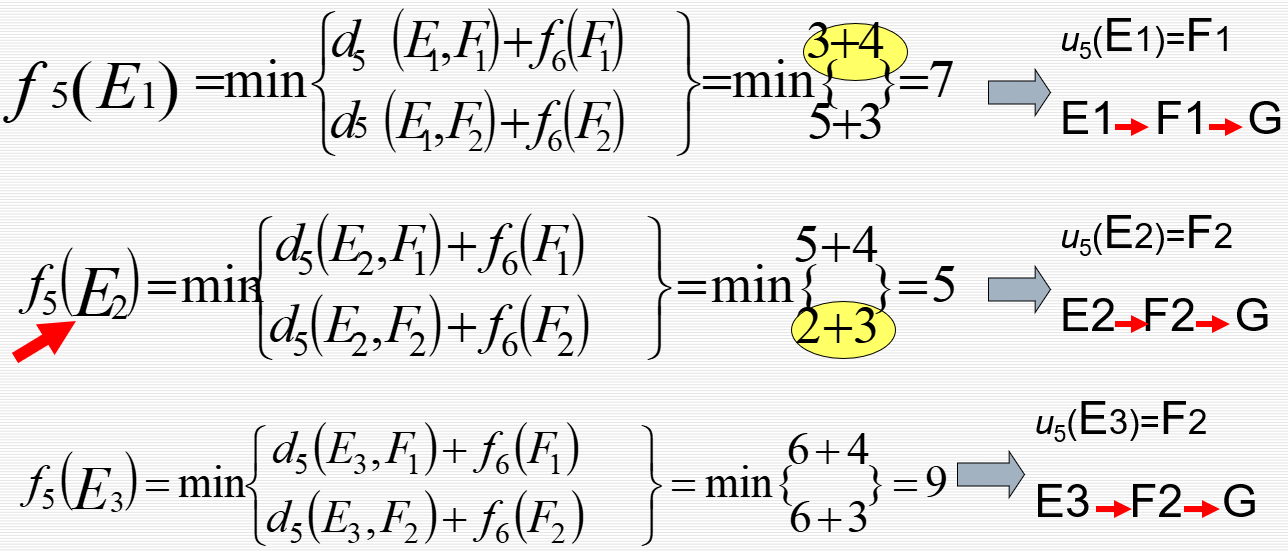 d₅ (E₁,F₁)+f₆(F₁)
f ₅(E₁) =min{ }=min{3+4 }=7
d₅ (E₁,F₂)+f₆(F₂)
5+3
u₅(E1)=F1
E1→F1→G
d₅(E₂,F₁)+f₆(F₁)
f₅(E₂)=min{ }=min{5+4 }=5
d₅(E₂,F₂)+f₆(F₂)
2+3
u₅(E2)=F2
E2→F2→G
d₅(E₃,F₁)+f₆(F₁)
f₅(E₃)=min{ }=min{6+4 }=9
d₅(E₃,F₂)+f₆(F₂)
6+3
u₅(E3)=F2
E3→F2→G